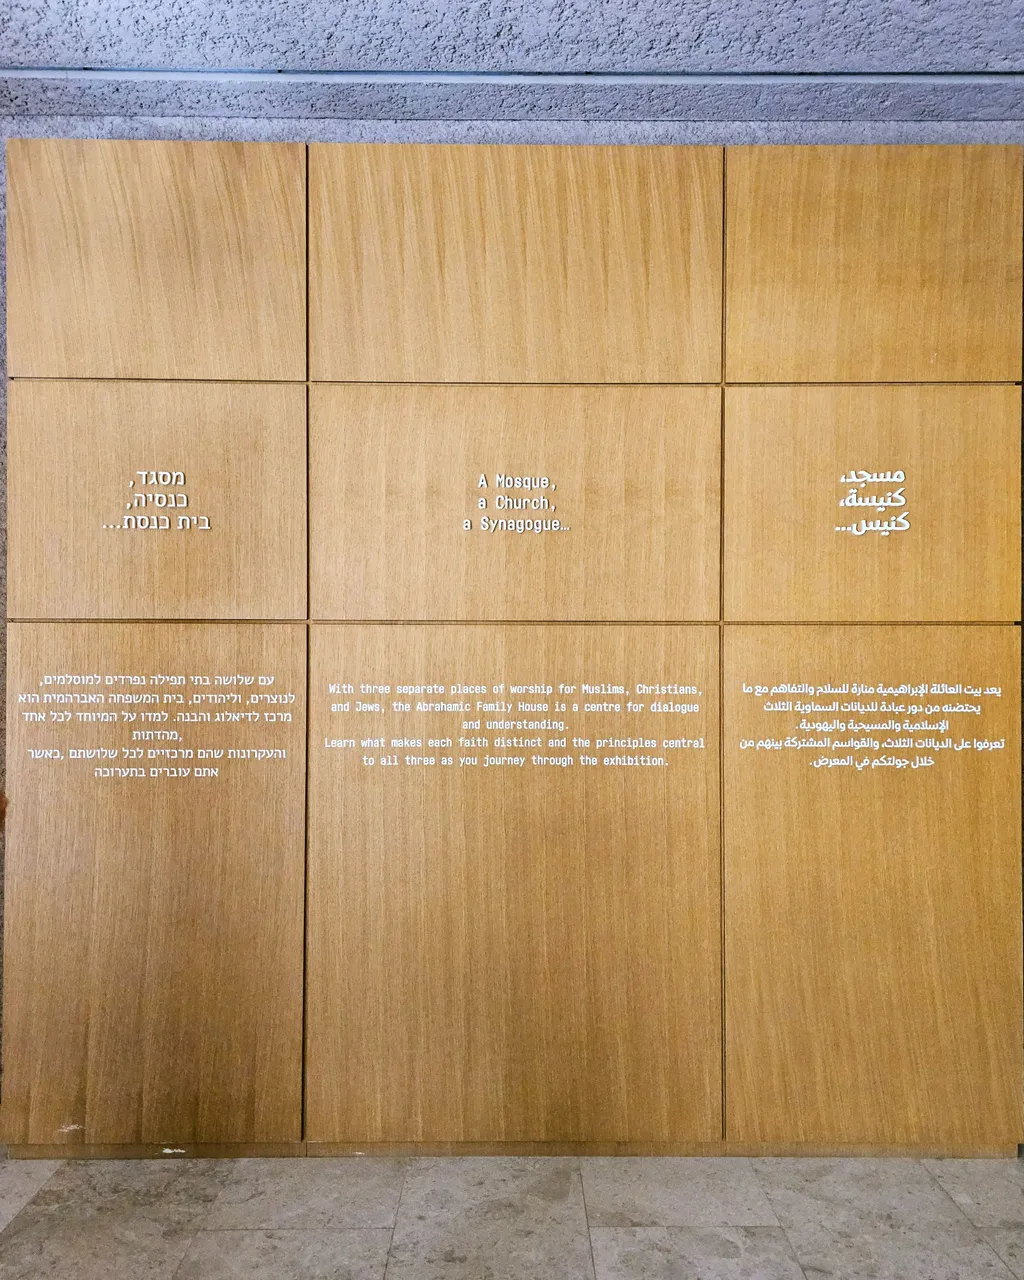 מסגד,
כנסיה,
בית כנסת...
עם שלושה בתי תפילה נפרדים למוסלמים,
לנוצרים, וליהודים, בית המשפחה האברהמית הוא
מרכז לדיאלוג והבנה. למדו על המיוחד לכל אחד
,מהדתות
והעקרונות שהם מרכזיים לכל שלושתם ,כאשר
אתם עוברים בתערוכה
A Mosque,
a Church,
a Synagogue…
With three separate places of worship for Muslims, Christians,
and Jews, the Abrahamic Family House is a centre for dialogue
and understanding.
Learn what makes each faith distinct and the principles central
to all three as you journey through the exhibition.
مسجد،
كنيسة،
كنيس...
يعد بيت العائلة الإبراهيمية منارة للسلام والتفاهم مع ما
يحتضنه من دور عبادة للديانات السماوية الثلاث
الإسلامية والمسيحية واليهودية.
تعرفوا على الديانات الثلاث، والقواسم المشتركة بينهم من
خلال جولتكم في المعرض.